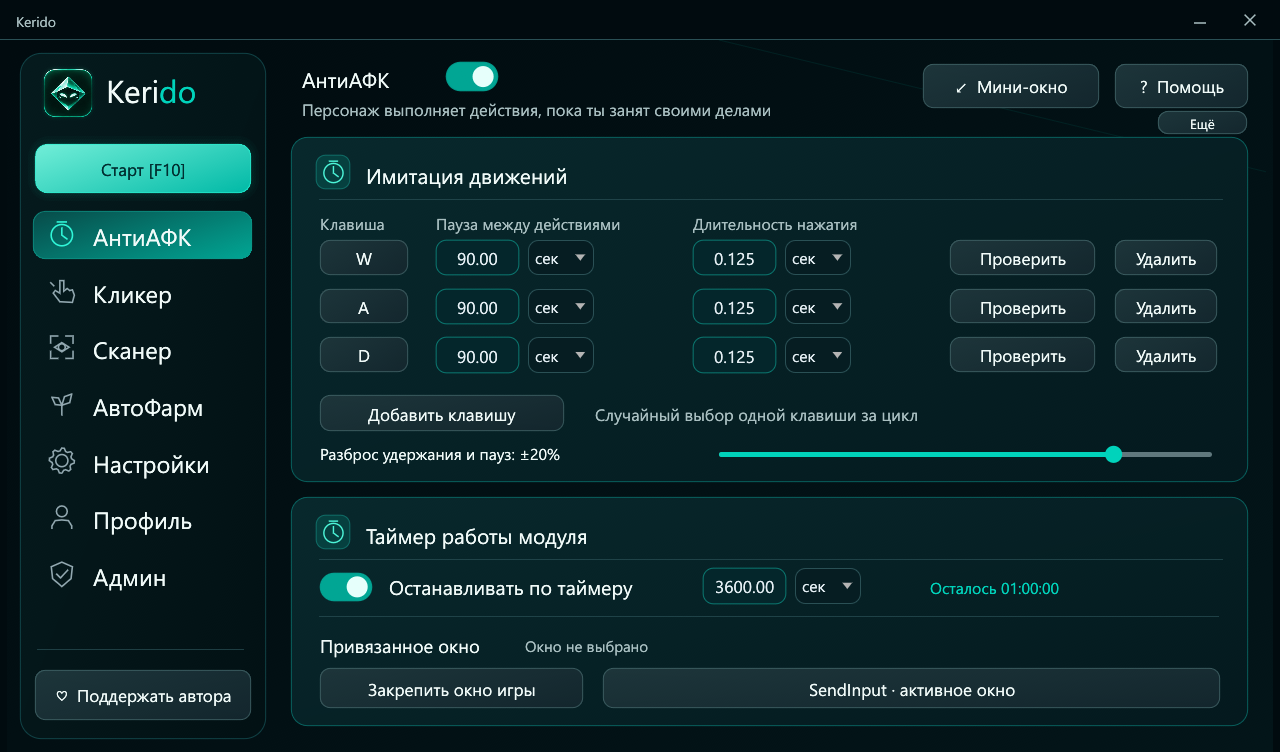 Kerido
Kerido
Старт [F10]
АнтиАФК
Кликер
Сканер
АвтоФарм
Настройки
Профиль
Админ
Поддержать автора
АнтиАФК
Персонаж выполняет действия, пока ты занят своими делами
Мини-окно
? Помощь
Ещё
Имитация движений
Клавиша Пауза между действиями Длительность нажатия
W 90.00 сек 0.125 сек Проверить Удалить
A 90.00 сек 0.125 сек Проверить Удалить
D 90.00 сек 0.125 сек Проверить Удалить
Добавить клавишу Случайный выбор одной клавиши за цикл
Разброс удержания и пауз: ±20%
Таймер работы модуля
Останавливать по таймеру 3600.00 сек Осталось 01:00:00
Привязанное окно Окно не выбрано
Закрепить окно игры SendInput · активное окно